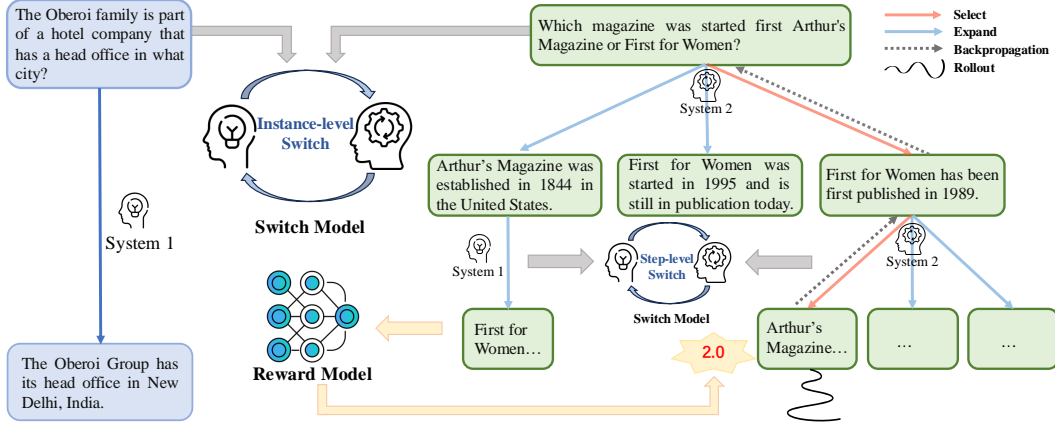 The Oberoi family is part
of a hotel company that
has a head office in what
city?
Which magazine was started first Arthur's
Magazine or First for Women?
Select
Expand
Backpropagation
Rollout
System 2
Instance-level
Switch
Arthur's Magazine was
established in 1844 in
the United States.
First for Women was
started in 1995 and is
still in publication today.
First for Women has been
first published in 1989.
System 1
Switch Model
System 1
Step-level
Switch
System 2
Switch Model
First for
Women…
2.0
Arthur's
Magazine…
…
…
The Oberoi Group has
its head office in New
Delhi, India.
Reward Model